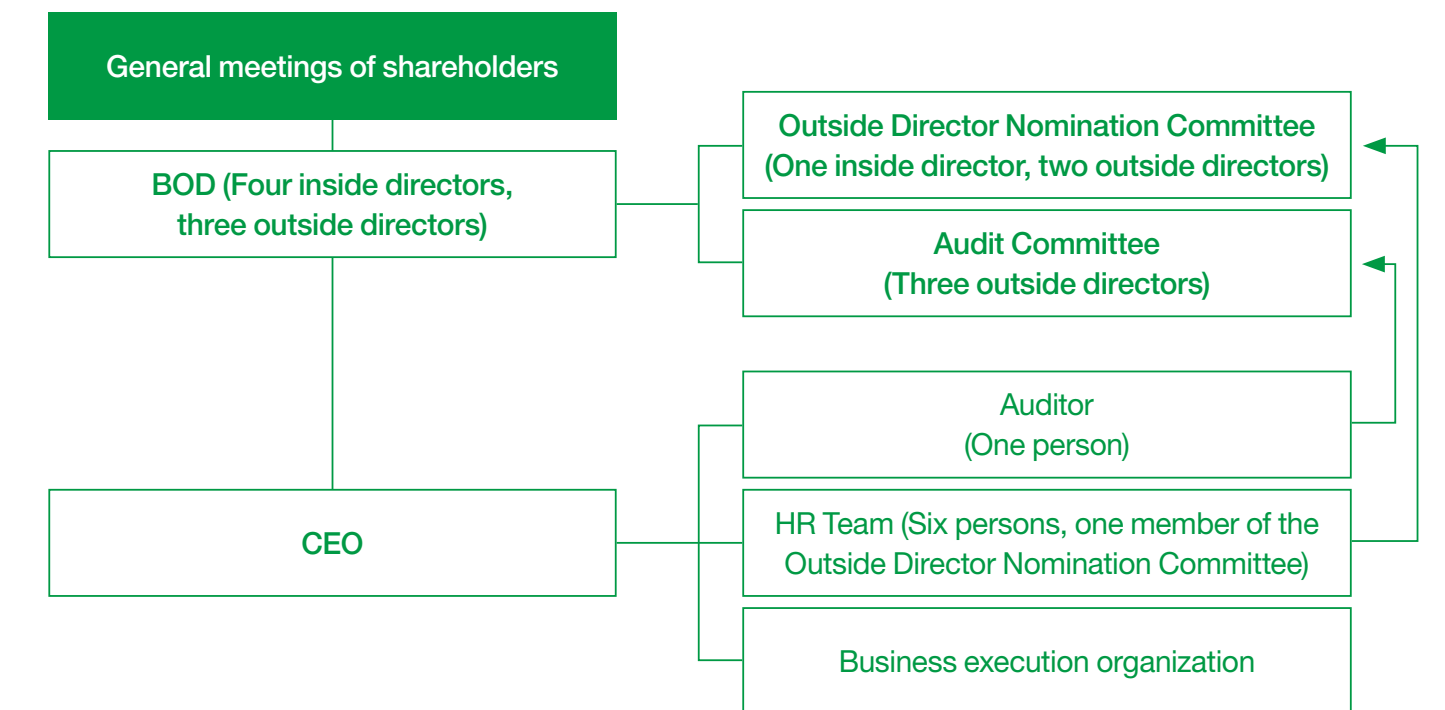 General meetings of shareholders
BOD (Four inside directors,
three outside directors)
Outside Director Nomination Committee
(One inside director, two outside directors)
Audit Committee
(Three outside directors)
CEO
Auditor
(One person)
HR Team (Six persons, one member of the
Outside Director Nomination Committee)
Business execution organization